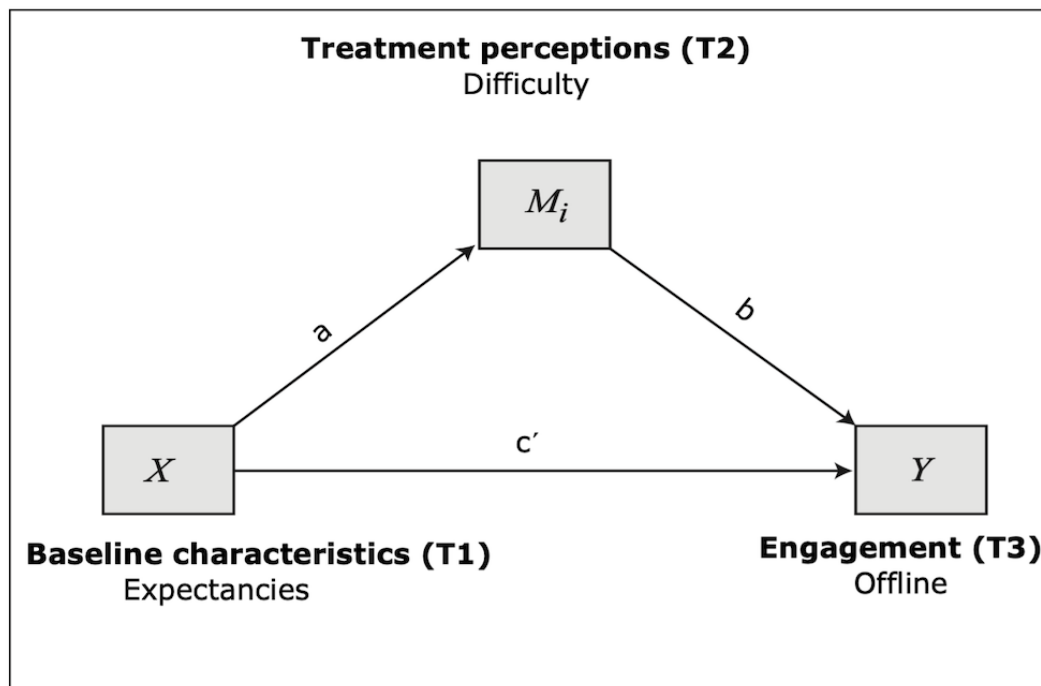 Treatment perceptions (T2)
Difficulty
M_i
a
b
c′
X
Y
Baseline characteristics (T1)
Expectancies
Engagement (T3)
Offline